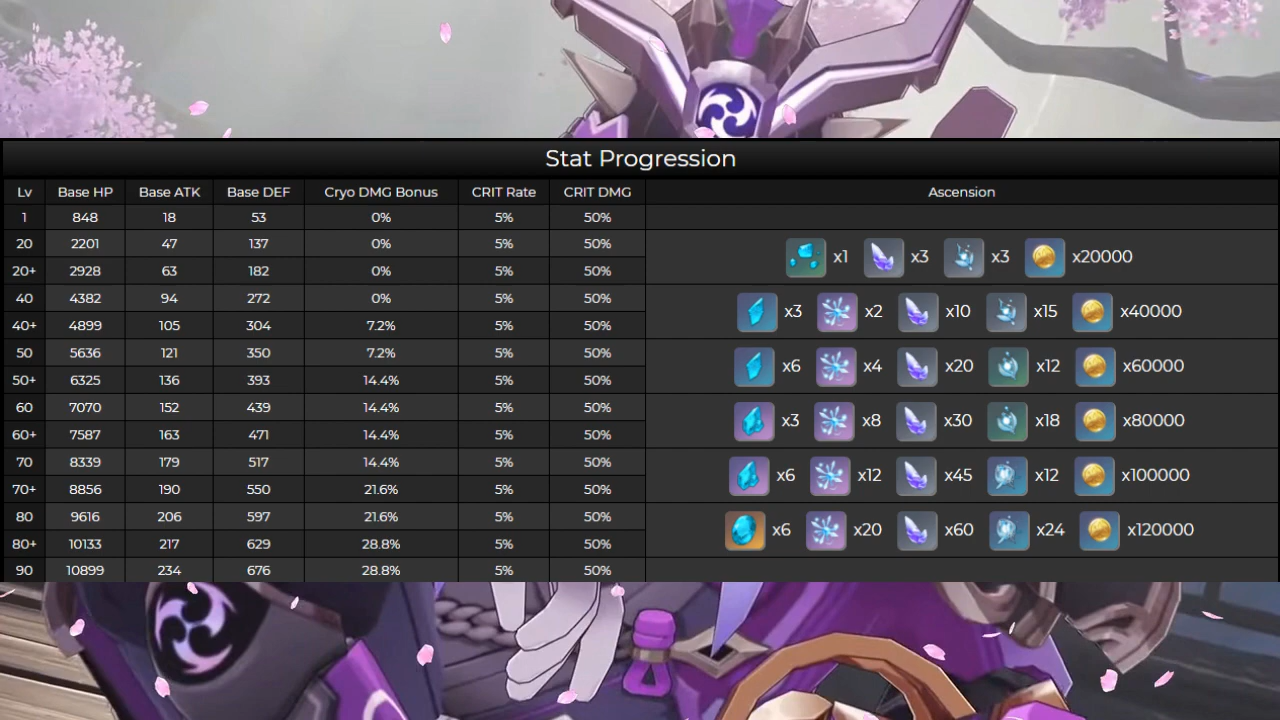 Stat Progression
Lv Base HP Base ATK Base DEF Cryo DMG Bonus CRIT Rate CRIT DMG Ascension
1 848 18 53 0% 5% 50%
20 2201 47 137 0% 5% 50%
x1 x3 x3 x20000
20+ 2928 63 182 0% 5% 50%
40 4382 94 272 0% 5% 50%
x3 x2 x10 x15 x40000
40+ 4899 105 304 7.2% 5% 50%
50 5636 121 350 7.2% 5% 50%
x6 x4 x20 x12 x60000
50+ 6325 136 393 14.4% 5% 50%
60 7070 152 439 14.4% 5% 50%
x3 x8 x30 x18 x80000
60+ 7587 163 471 14.4% 5% 50%
70 8339 179 517 14.4% 5% 50%
x6 x12 x45 x12 x100000
70+ 8856 190 550 21.6% 5% 50%
80 9616 206 597 21.6% 5% 50%
x6 x20 x60 x24 x120000
80+ 10133 217 629 28.8% 5% 50%
90 10899 234 676 28.8% 5% 50%